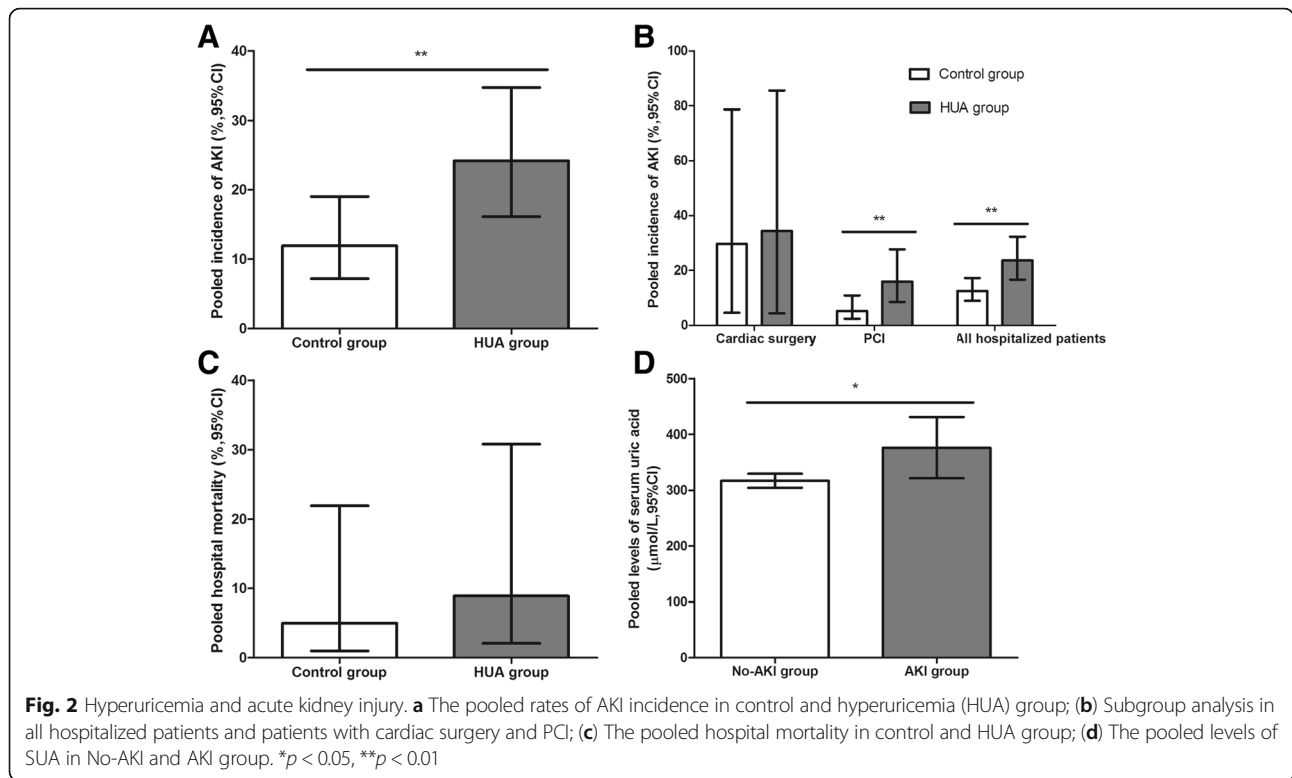 A
40
30
20
10
0
Pooled incidence of AKI (%,95%CI)
**
Control group
HUA group
B
100
80
60
40
20
0
Pooled incidence of AKI (%,95%CI)
Control group
HUA group
**
**
Cardiac surgery
PCI
All hospitalized patients
C
40
30
20
10
0
Pooled hospital mortality (%,95%CI)
Control group
HUA group
D
500
400
300
200
100
0
Pooled levels of serum uric acid
(μmol/L,95%CI)
*
No-AKI group
AKI group
Fig. 2 Hyperuricemia and acute kidney injury. a The pooled rates of AKI incidence in control and hyperuricemia (HUA) group; (b) Subgroup analysis in
all hospitalized patients and patients with cardiac surgery and PCI; (c) The pooled hospital mortality in control and HUA group; (d) The pooled levels of
SUA in No-AKI and AKI group. *p < 0.05, **p < 0.01